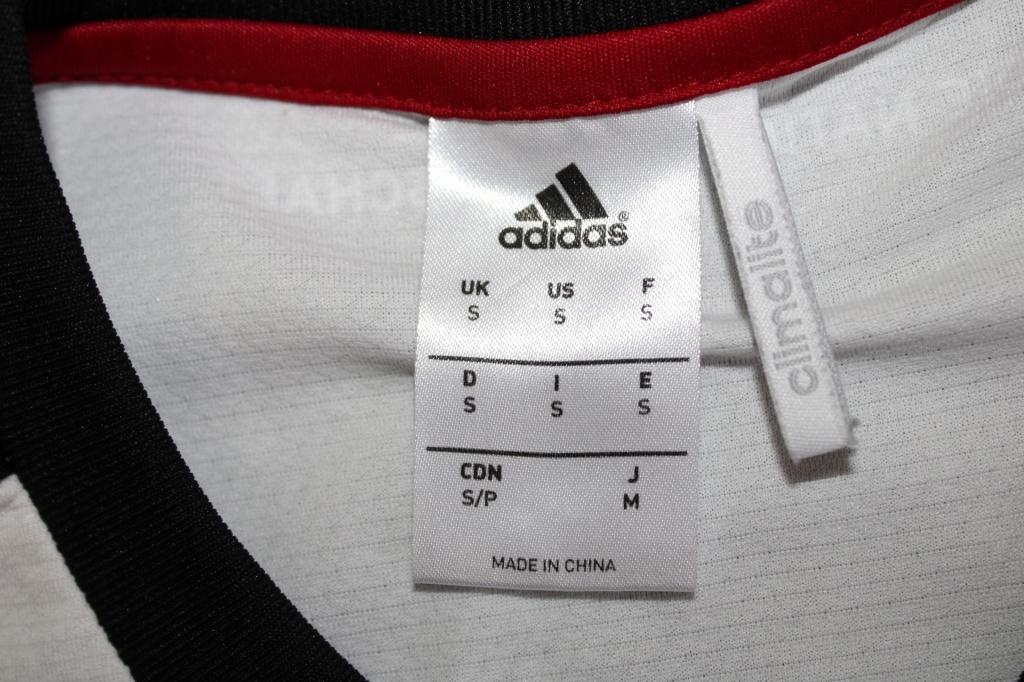 adidas®
UK US F
S S S
D I E
S S S
CDN J
S/P M
MADE IN CHINA
climalite